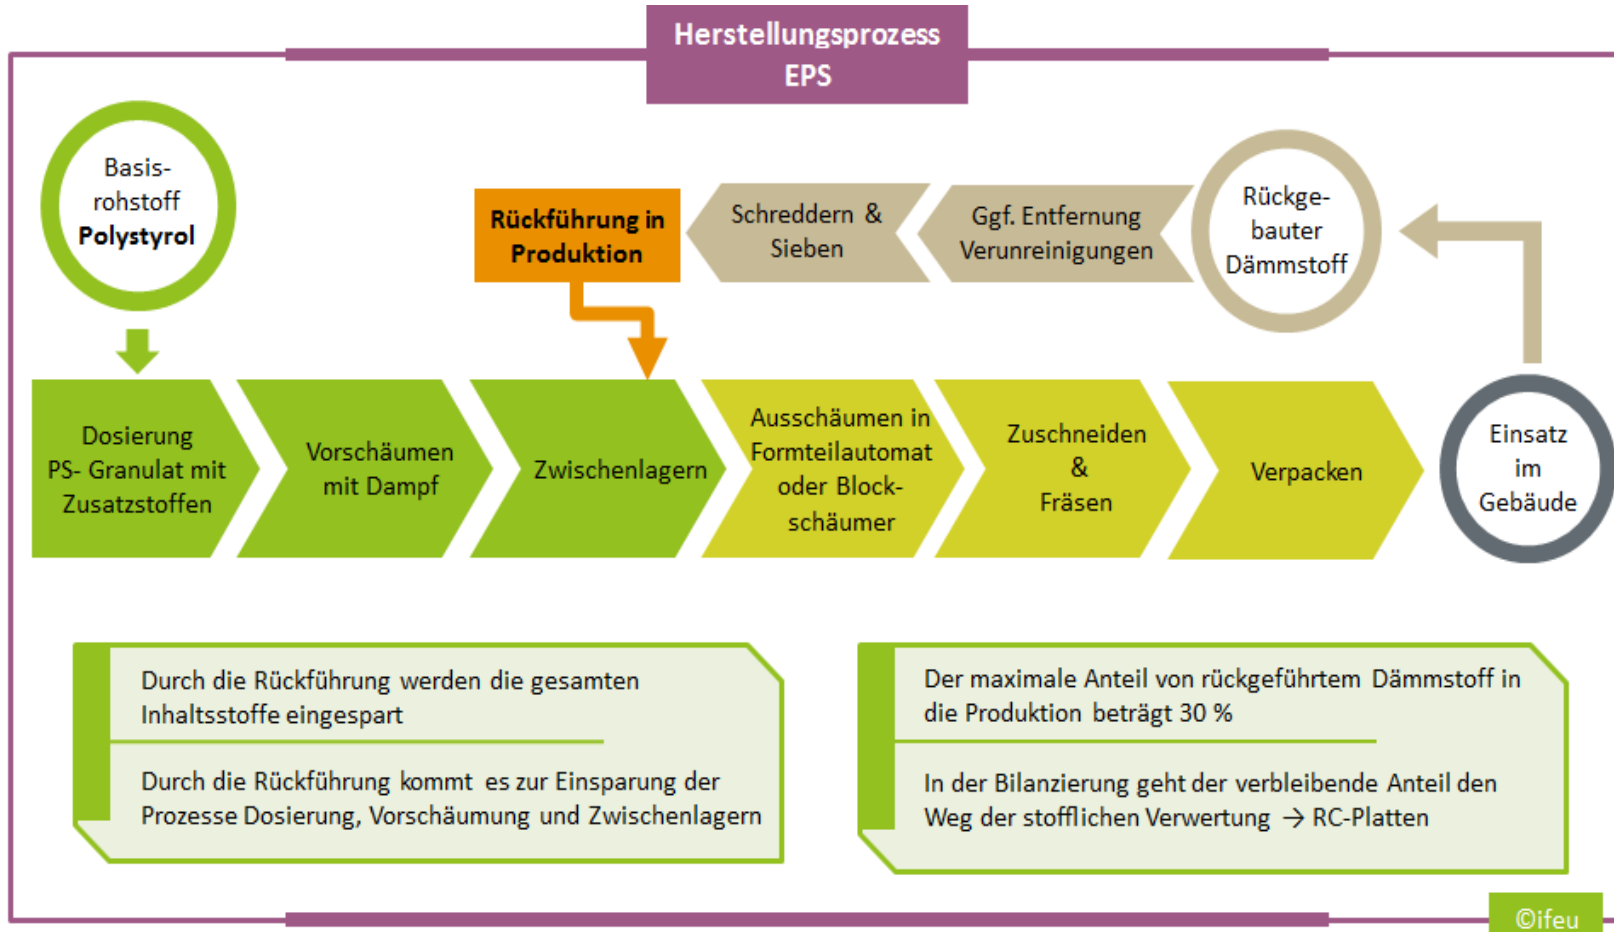 Herstellungsprozess
EPS
Basis-
rohstoff
Polystyrol
Rückführung in
Produktion
Schreddern &
Sieben
Ggf. Entfernung
Verunreinigungen
Rückge-
bauter
Dämmstoff
Dosierung
PS- Granulat mit
Zusatzstoffen
Vorschäumen
mit Dampf
Zwischenlagern
Ausschäumen in
Formteilautomat
oder Block-
schäumer
Zuschneiden
&
Fräsen
Verpacken
Einsatz
im
Gebäude
Durch die Rückführung werden die gesamten
Inhaltsstoffe eingespart
Durch die Rückführung kommt es zur Einsparung der
Prozesse Dosierung, Vorschäumung und Zwischenlagern
Der maximale Anteil von rückgeführtem Dämmstoff in
die Produktion beträgt 30 %
In der Bilanzierung geht der verbleibende Anteil den
Weg der stofflichen Verwertung → RC-Platten
©ifeu